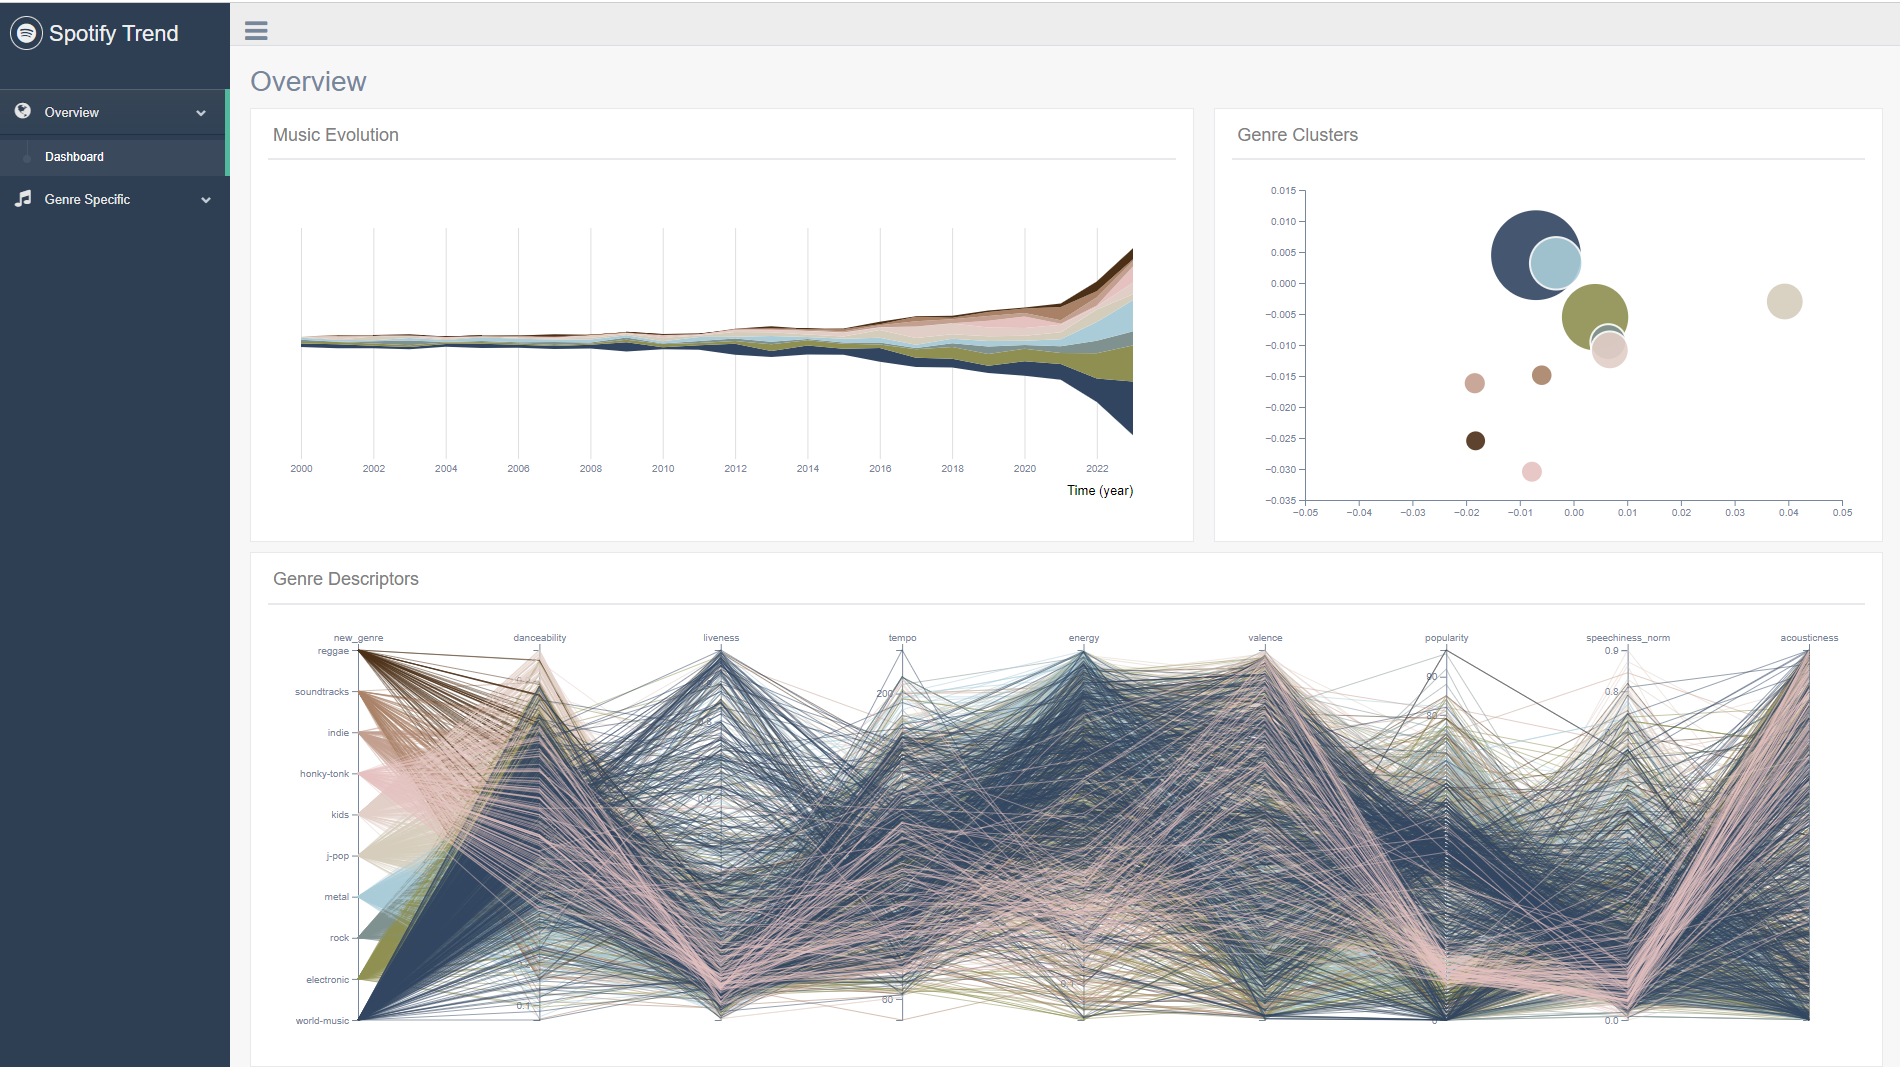 Spotify Trend
Overview
Dashboard
Genre Specific
Overview
Music Evolution
2000 2002 2004 2006 2008 2010 2012 2014 2016 2018 2020 2022
Time (year)
Genre Clusters
0.015
0.010
0.005
0.000
−0.005
−0.010
−0.015
−0.020
−0.025
−0.030
−0.035
−0.05 −0.04 −0.03 −0.02 −0.01 0.00 0.01 0.02 0.03 0.04 0.05
Genre Descriptors
new_genre danceability liveness tempo energy valence popularity speechiness_norm acousticness
reggae
soundtracks
indie
honky-tonk
kids
j-pop
metal
rock
electronic
world-music
0.1
200
60
0.9
0.8
0.0